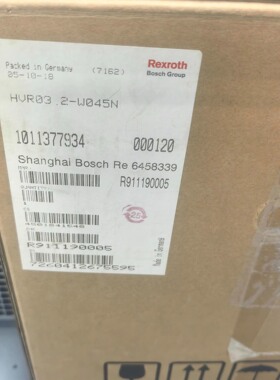 Packed in Germany (7162)
05-10-18
Rexroth
Bosch Group
HVR03.2-W045N
1011377934 000120
Shanghai Bosch Re 6458339
R911190005
Made in Germany
R911190005
7260412675595